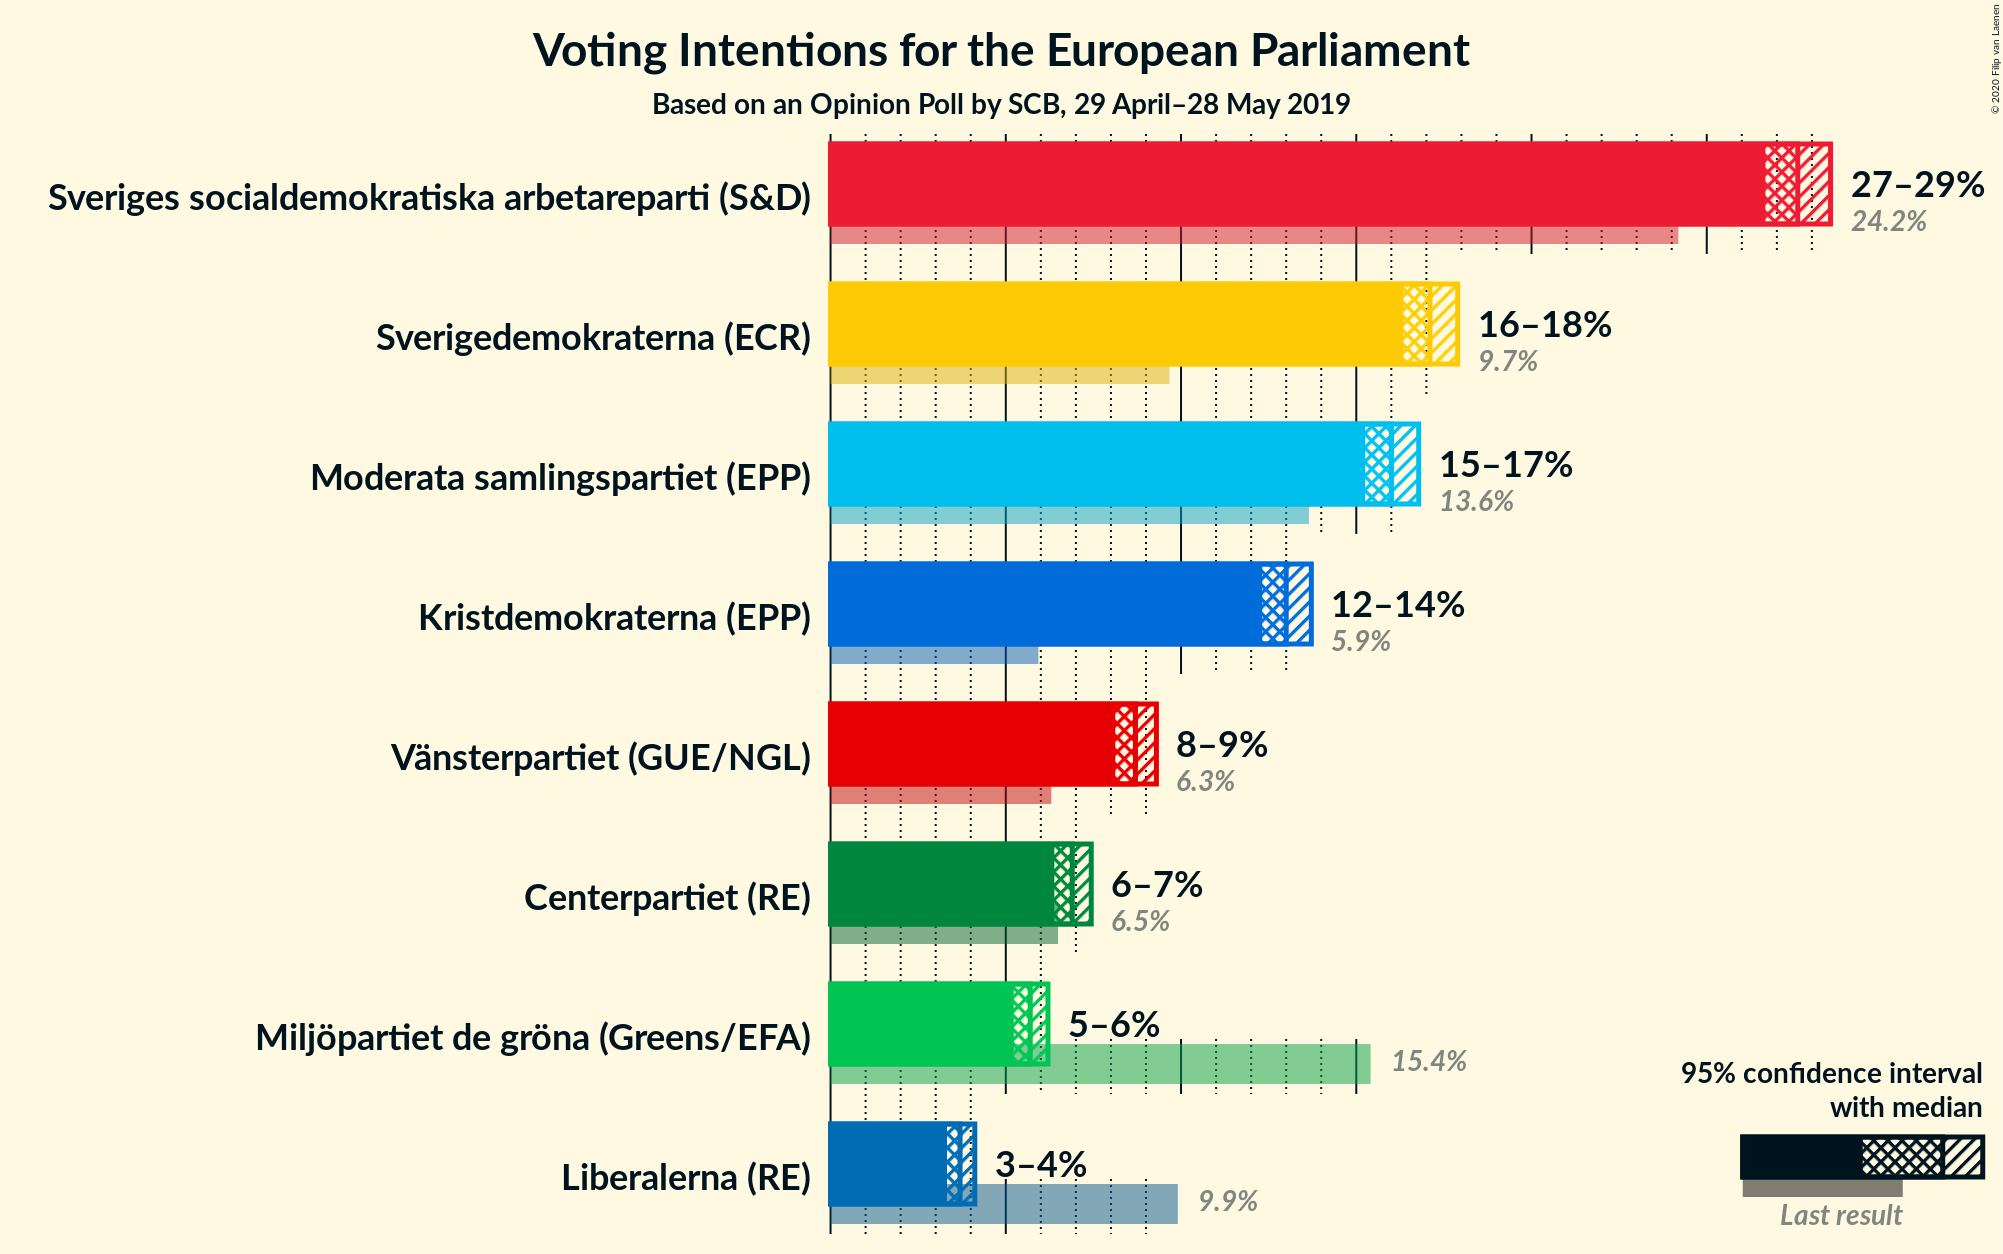 Voting Intentions for the European Parliament
Based on an Opinion Poll by SCB, 29 April–28 May 2019
© 2020 Filip van Laenen
Sveriges socialdemokratiska arbetareparti (S&D)
27–29%
24.2%
Sverigedemokraterna (ECR)
16–18%
9.7%
Moderata samlingspartiet (EPP)
15–17%
13.6%
Kristdemokraterna (EPP)
12–14%
5.9%
Vänsterpartiet (GUE/NGL)
8–9%
6.3%
Centerpartiet (RE)
6–7%
6.5%
Miljöpartiet de gröna (Greens/EFA)
5–6%
15.4%
Liberalerna (RE)
3–4%
9.9%
95% confidence interval
with median
Last result